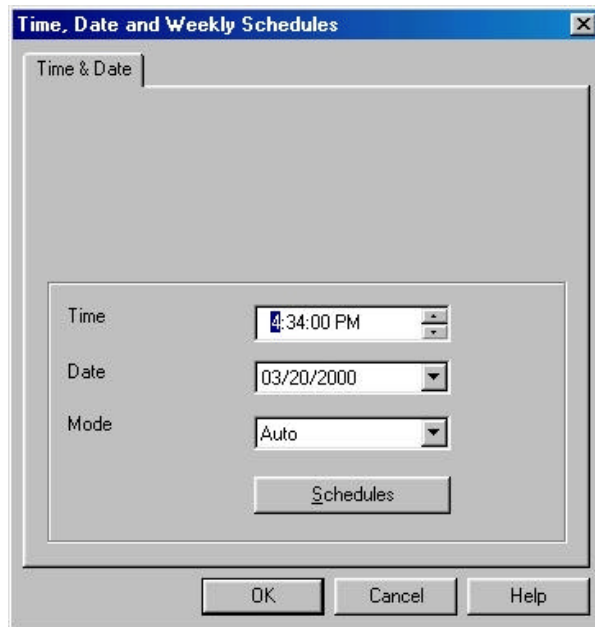 Time, Date and Weekly Schedules
Time & Date
Time 4:34:00 PM
Date 03/20/2000
Mode Auto
Schedules
OK Cancel Help